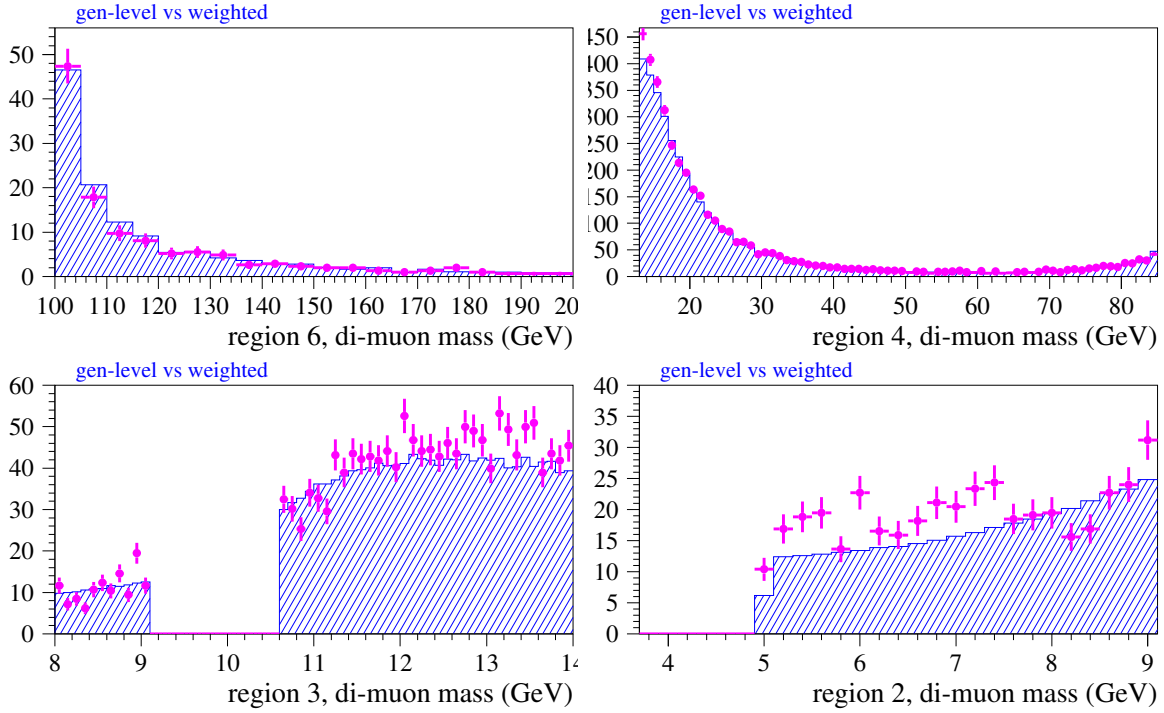 gen-level vs weighted
50
40
30
20
10
0
100 110 120 130 140 150 160 170 180 190 20
region 6, di-muon mass (GeV)
gen-level vs weighted
450
400
350
300
250
200
150
100
50
0
20 30 40 50 60 70 80
region 4, di-muon mass (GeV)
gen-level vs weighted
60
50
40
30
20
10
0
8 9 10 11 12 13 14
region 3, di-muon mass (GeV)
gen-level vs weighted
40
35
30
25
20
15
10
5
0
4 5 6 7 8 9
region 2, di-muon mass (GeV)